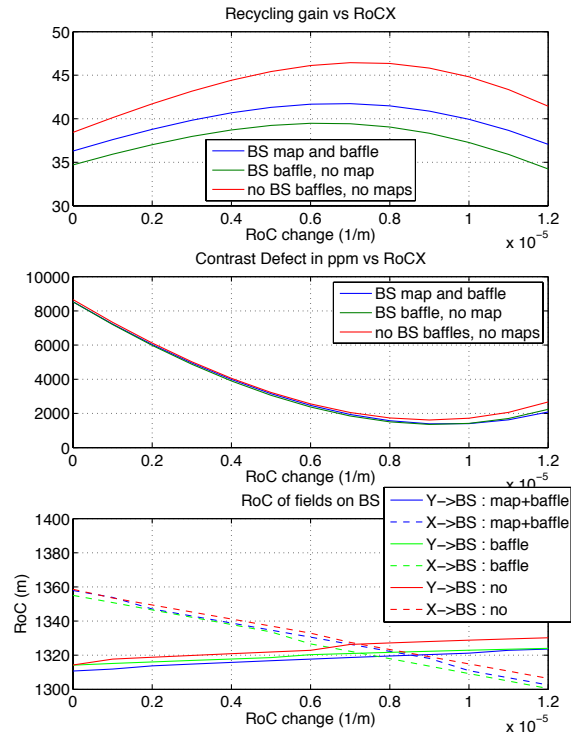 Recycling gain vs RoCX
50
45
40
35
30
BS map and baffle
BS baffle, no map
no BS baffles, no maps
0 0.2 0.4 0.6 0.8 1 1.2
RoC change (1/m)
x 10-5
Contrast Defect in ppm vs RoCX
10000
8000
6000
4000
2000
0
BS map and baffle
BS baffle, no map
no BS baffles, no maps
0 0.2 0.4 0.6 0.8 1 1.2
RoC change (1/m)
x 10-5
RoC of fields on BS
RoC (m)
1400
1380
1360
1340
1320
1300
Y->BS : map+baffle
X->BS : map+baffle
Y->BS : baffle
X->BS : baffle
Y->BS : no
X->BS : no
0 0.2 0.4 0.6 0.8 1 1.2
RoC change (1/m)
x 10-5